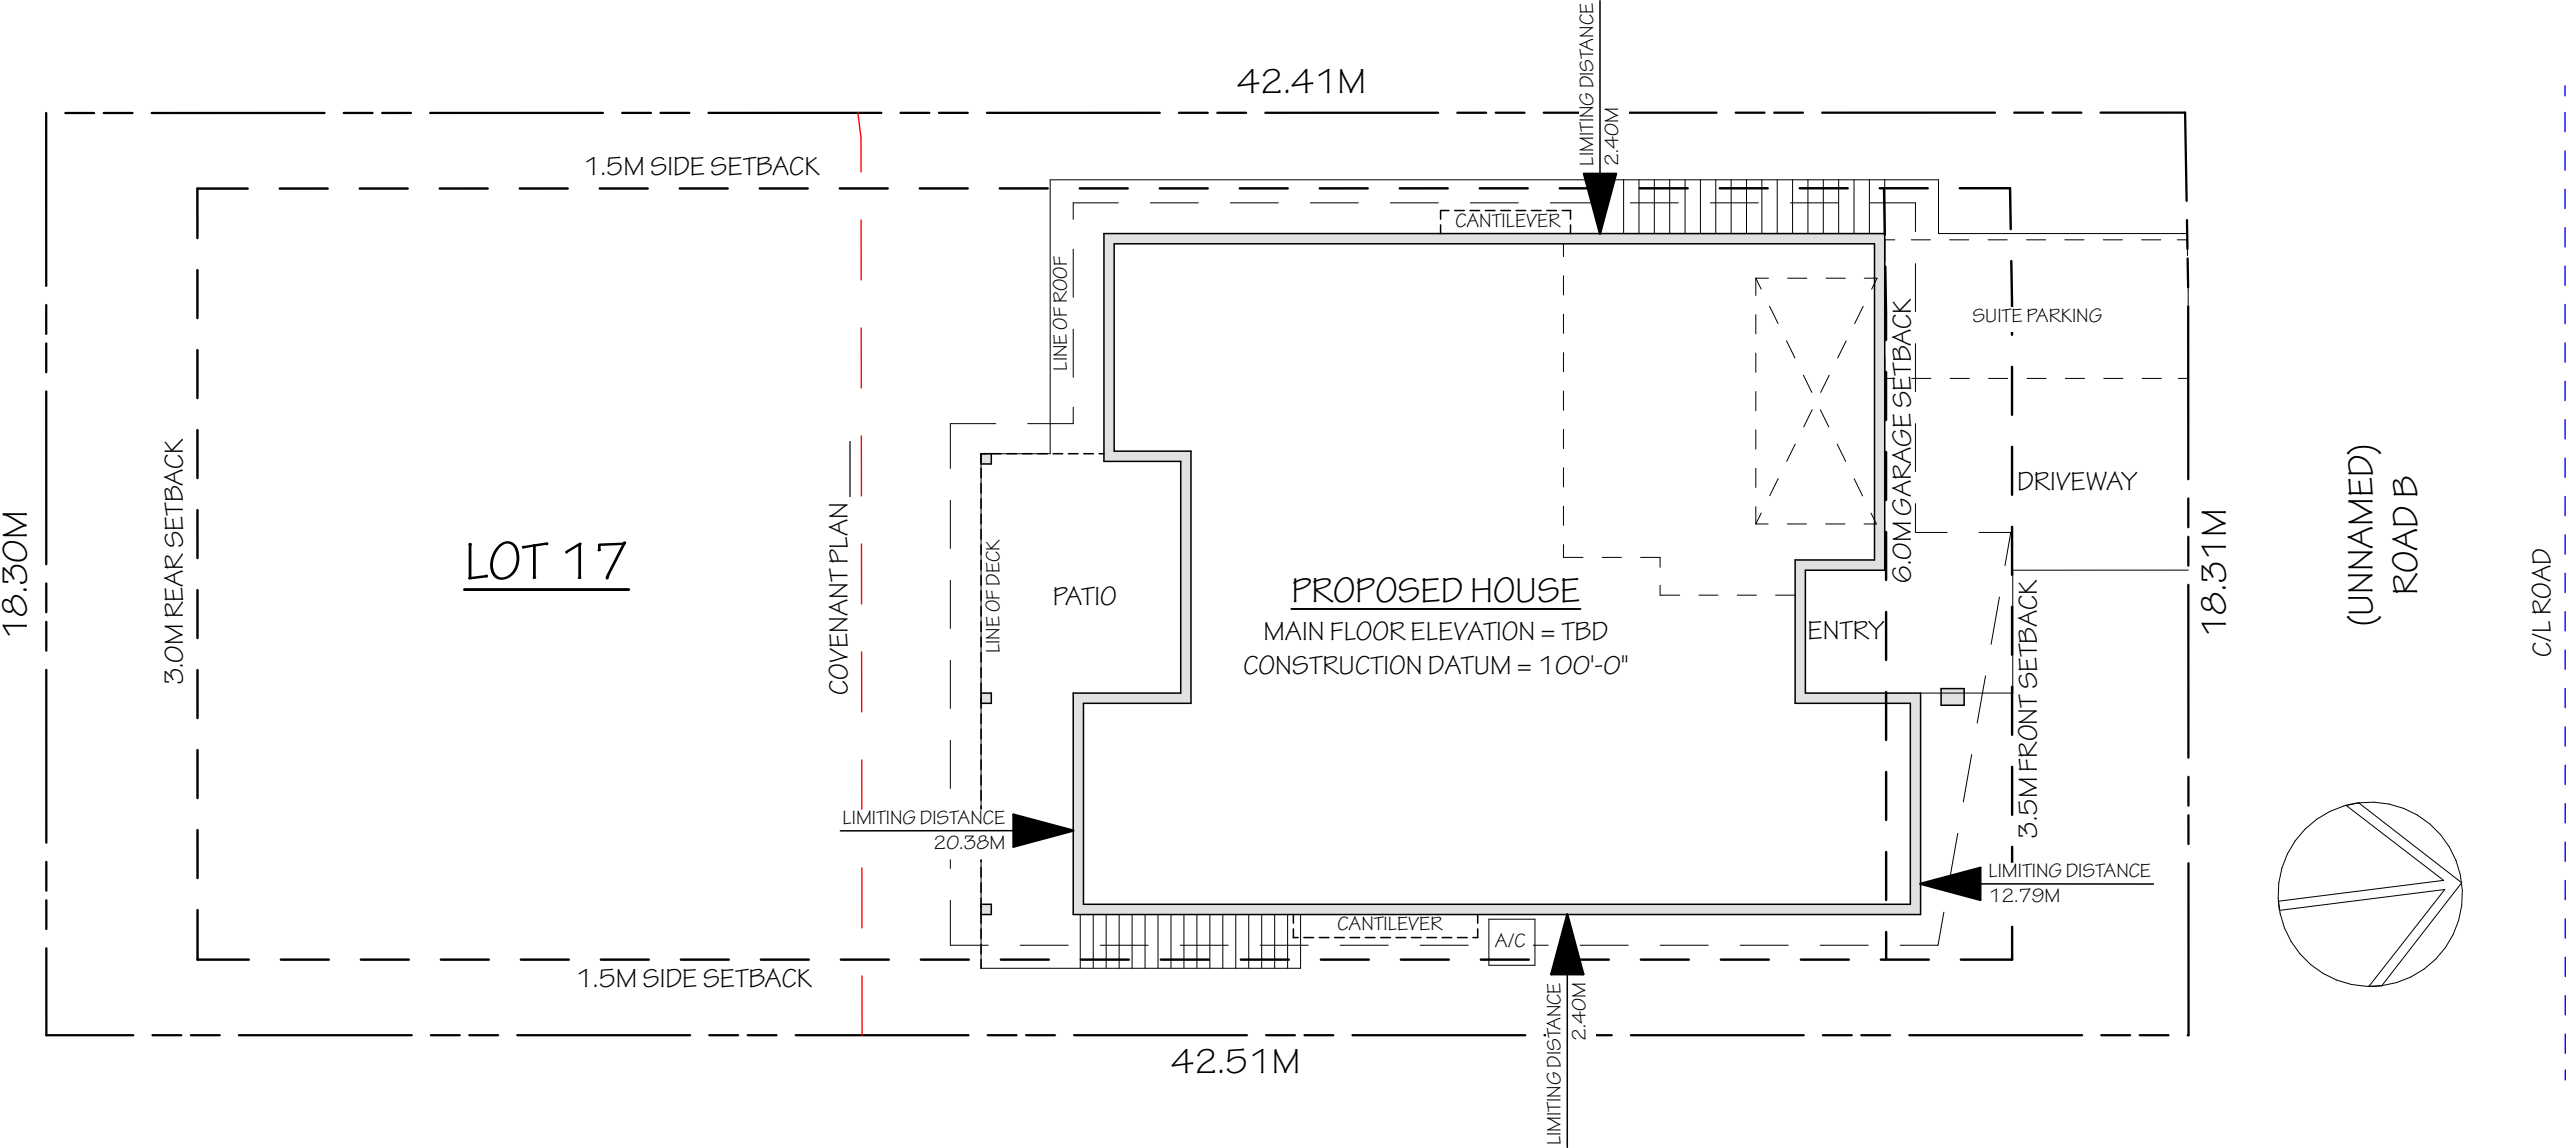 42.41M
LIMITING DISTANCE
2.40M
1.5M SIDE SETBACK
CANTILEVER
LINE OF ROOF
SUITE PARKING
6.0M GARAGE SETBACK
DRIVEWAY
18.30M
3.0M REAR SETBACK
LOT 17
COVENANT PLAN
LINE OF DECK
PATIO
PROPOSED HOUSE
MAIN FLOOR ELEVATION = TBD
CONSTRUCTION DATUM = 100'-0"
ENTRY
3.5M FRONT SETBACK
18.31M
(UNNAMED)
ROAD B
C/L ROAD
LIMITING DISTANCE
20.38M
LIMITING DISTANCE
12.79M
CANTILEVER
A/C
1.5M SIDE SETBACK
LIMITING DISTANCE
2.40M
42.51M